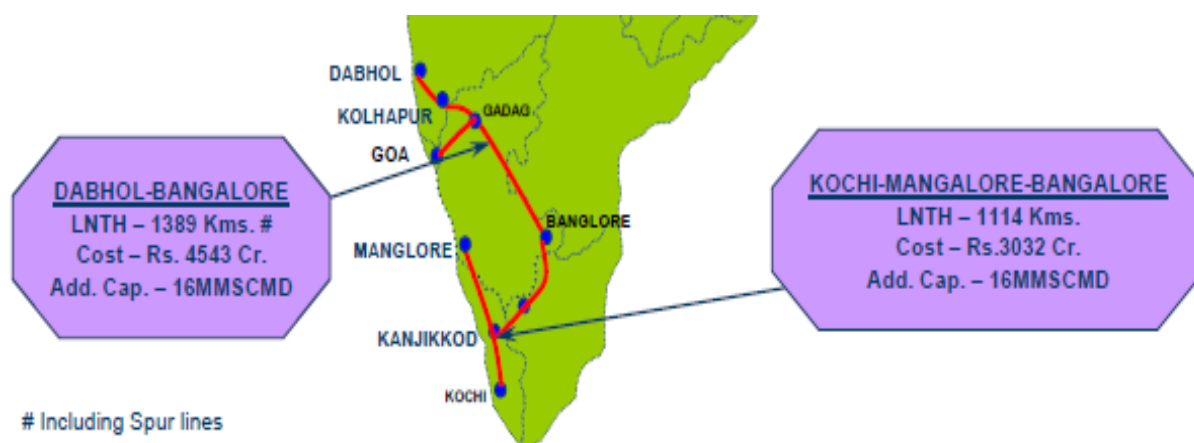 DABHOL
KOLHAPUR
GADAG
GOA
DABHOL-BANGALORE
LNTH – 1389 Kms. #
Cost – Rs. 4543 Cr.
Add. Cap. – 16MMSCMD
KOCHI-MANGALORE-BANGALORE
LNTH – 1114 Kms.
Cost – Rs.3032 Cr.
Add. Cap. – 16MMSCMD
BANGLORE
MANGLORE
KANJIKKOD
KOCHI
# Including Spur lines